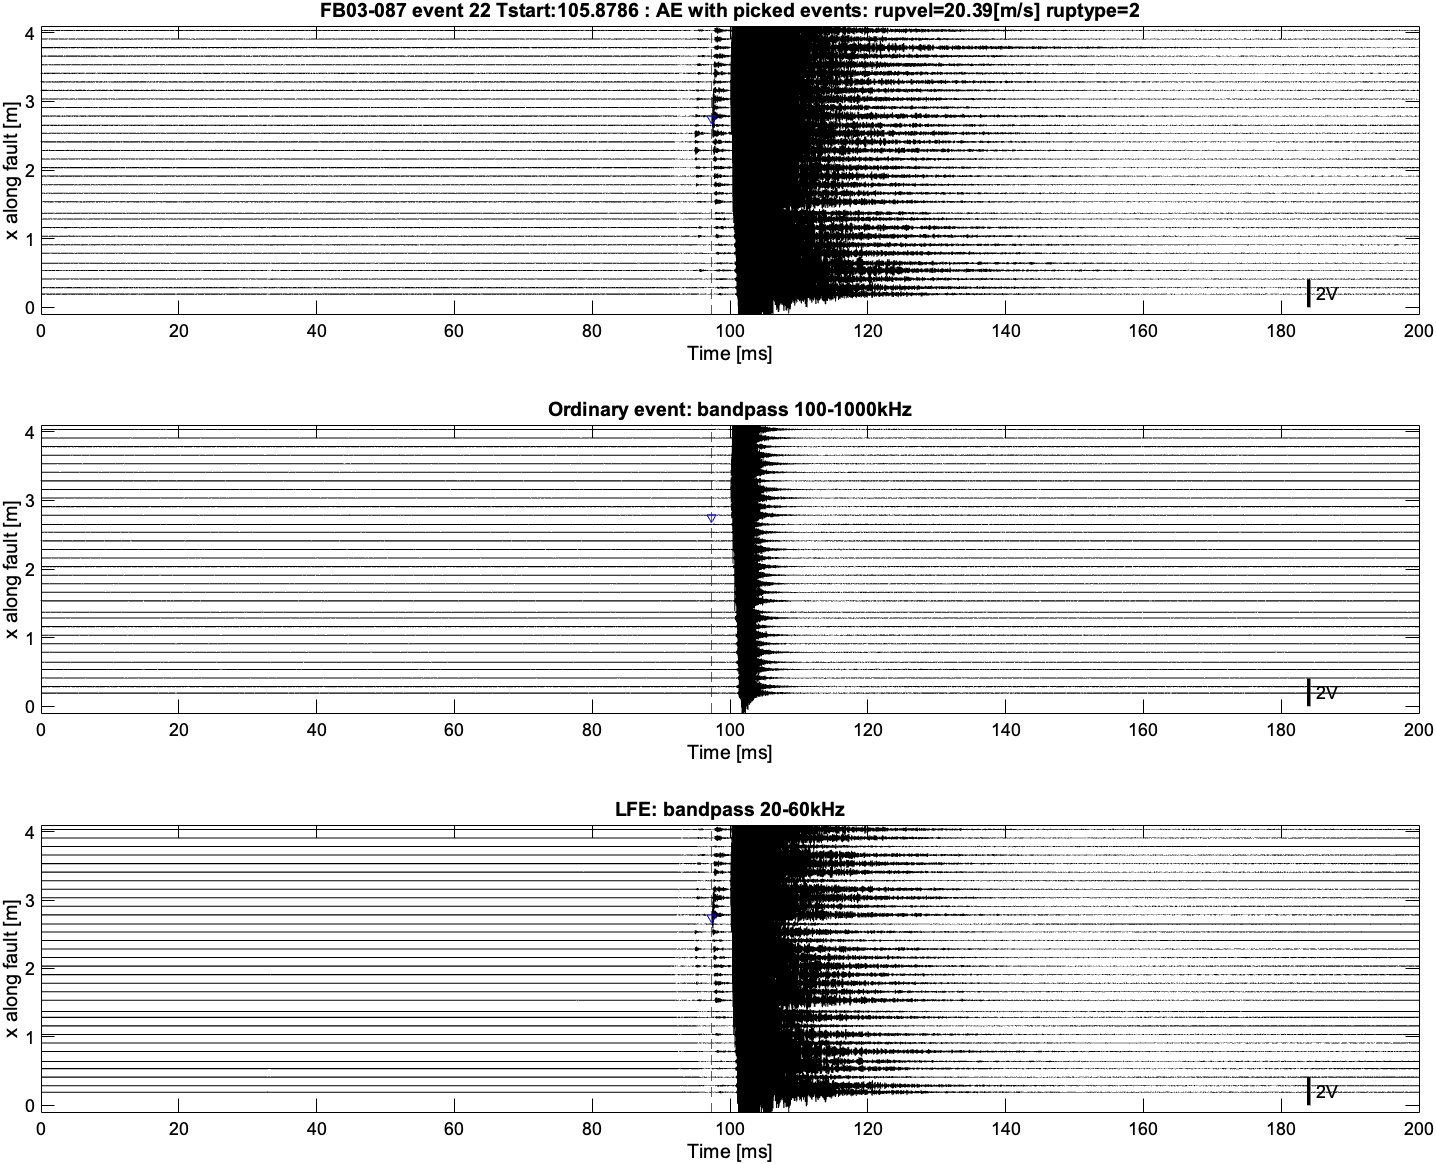 FB03-087 event 22 Tstart:105.8786 : AE with picked events: rupvel=20.39[m/s] ruptype=2
4
3
2
1
0
x along fault [m]
2V
0 20 40 60 80 100 120 140 160 180 200
Time [ms]
Ordinary event: bandpass 100-1000kHz
4
3
2
1
0
x along fault [m]
2V
0 20 40 60 80 100 120 140 160 180 200
Time [ms]
LFE: bandpass 20-60kHz
4
3
2
1
0
x along fault [m]
2V
0 20 40 60 80 100 120 140 160 180 200
Time [ms]